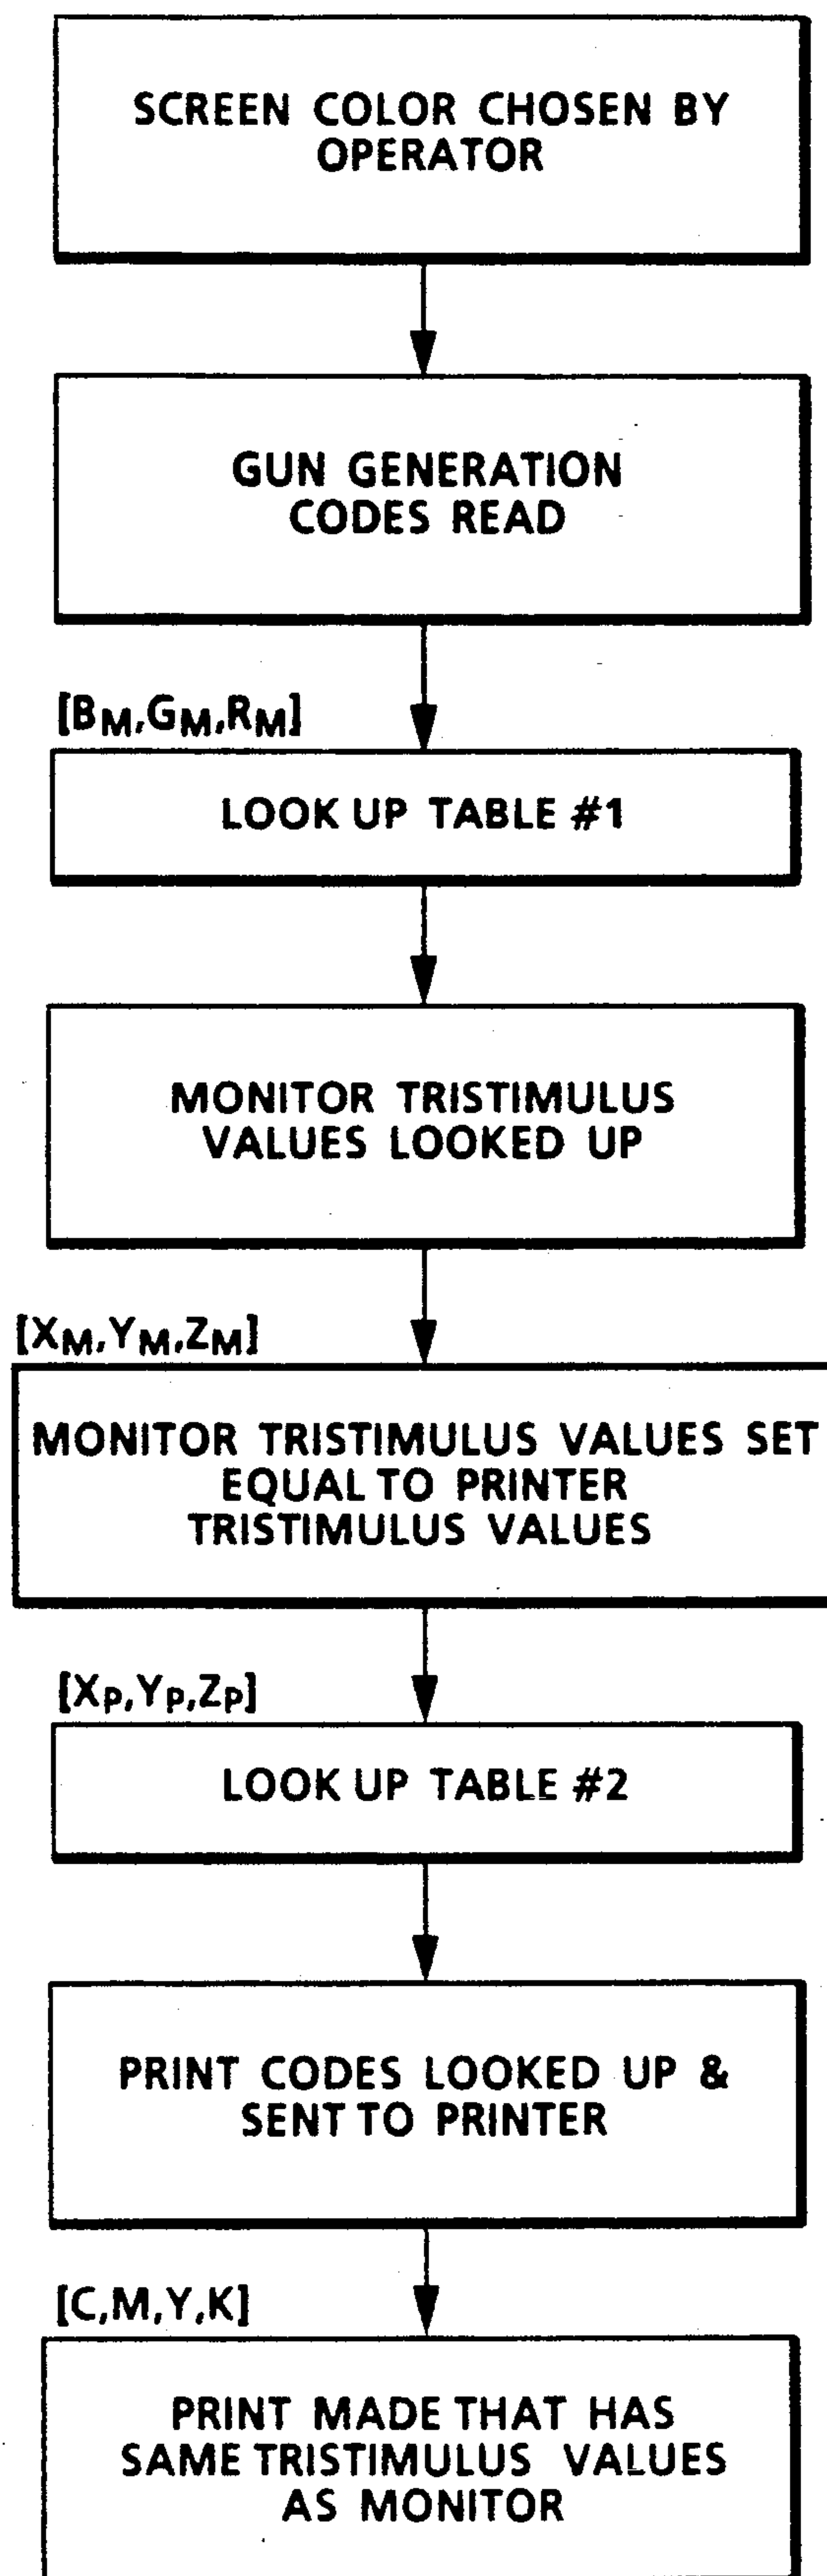 SCREEN COLOR CHOSEN BY
OPERATOR
GUN GENERATION
CODES READ
[BM,GM,RM]
LOOK UP TABLE #1
MONITOR TRISTIMULUS
VALUES LOOKED UP
[XM,YM,ZM]
MONITOR TRISTIMULUS VALUES SET
EQUAL TO PRINTER
TRISTIMULUS VALUES
[XP,YP,ZP]
LOOK UP TABLE #2
PRINT CODES LOOKED UP &
SENT TO PRINTER
[C,M,Y,K]
PRINT MADE THAT HAS
SAME TRISTIMULUS VALUES
AS MONITOR